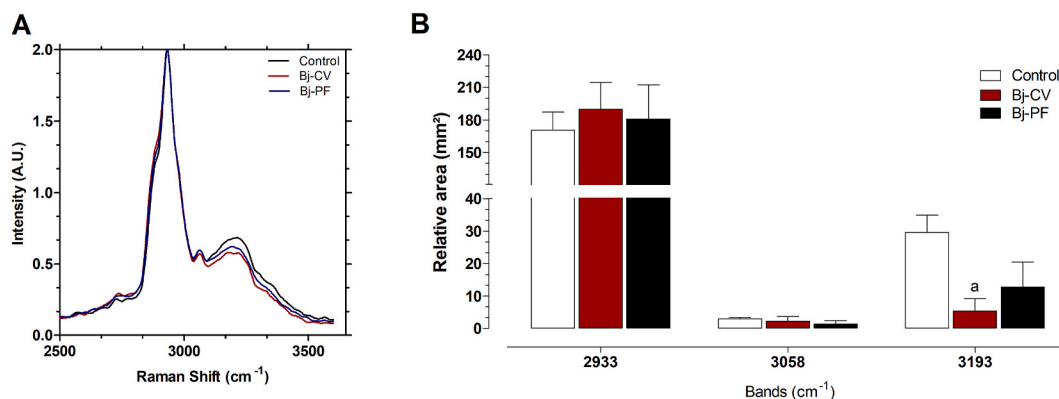 A
2.0
1.5
1.0
0.5
0.0
Intensity (A.U.)
2500 3000 3500
Raman Shift (cm⁻¹)
Control
Bj-CV
Bj-PF
B
240
210
180
150
40
30
20
10
0
Relative area (mm²)
a
2933 3058 3193
Bands (cm⁻¹)
Control
Bj-CV
Bj-PF